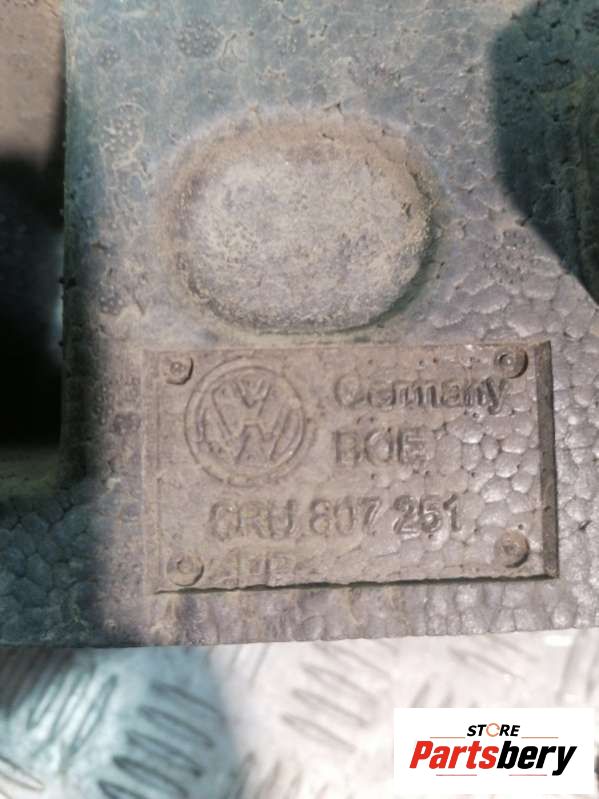 Germany
BOE
6RU 807 251
STORE
Partsbery